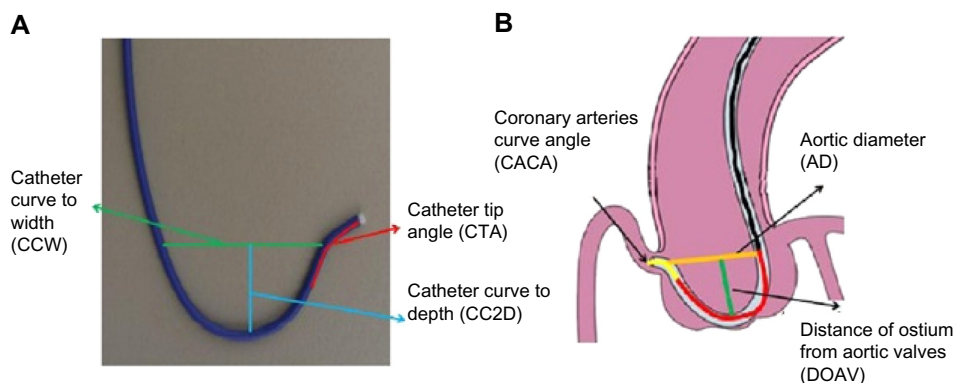 A
Catheter
curve to
width
(CCW)
Catheter tip
angle (CTA)
Catheter curve to
depth (CC2D)
B
Coronary arteries
curve angle
(CACA)
Aortic diameter
(AD)
Distance of ostium
from aortic valves
(DOAV)